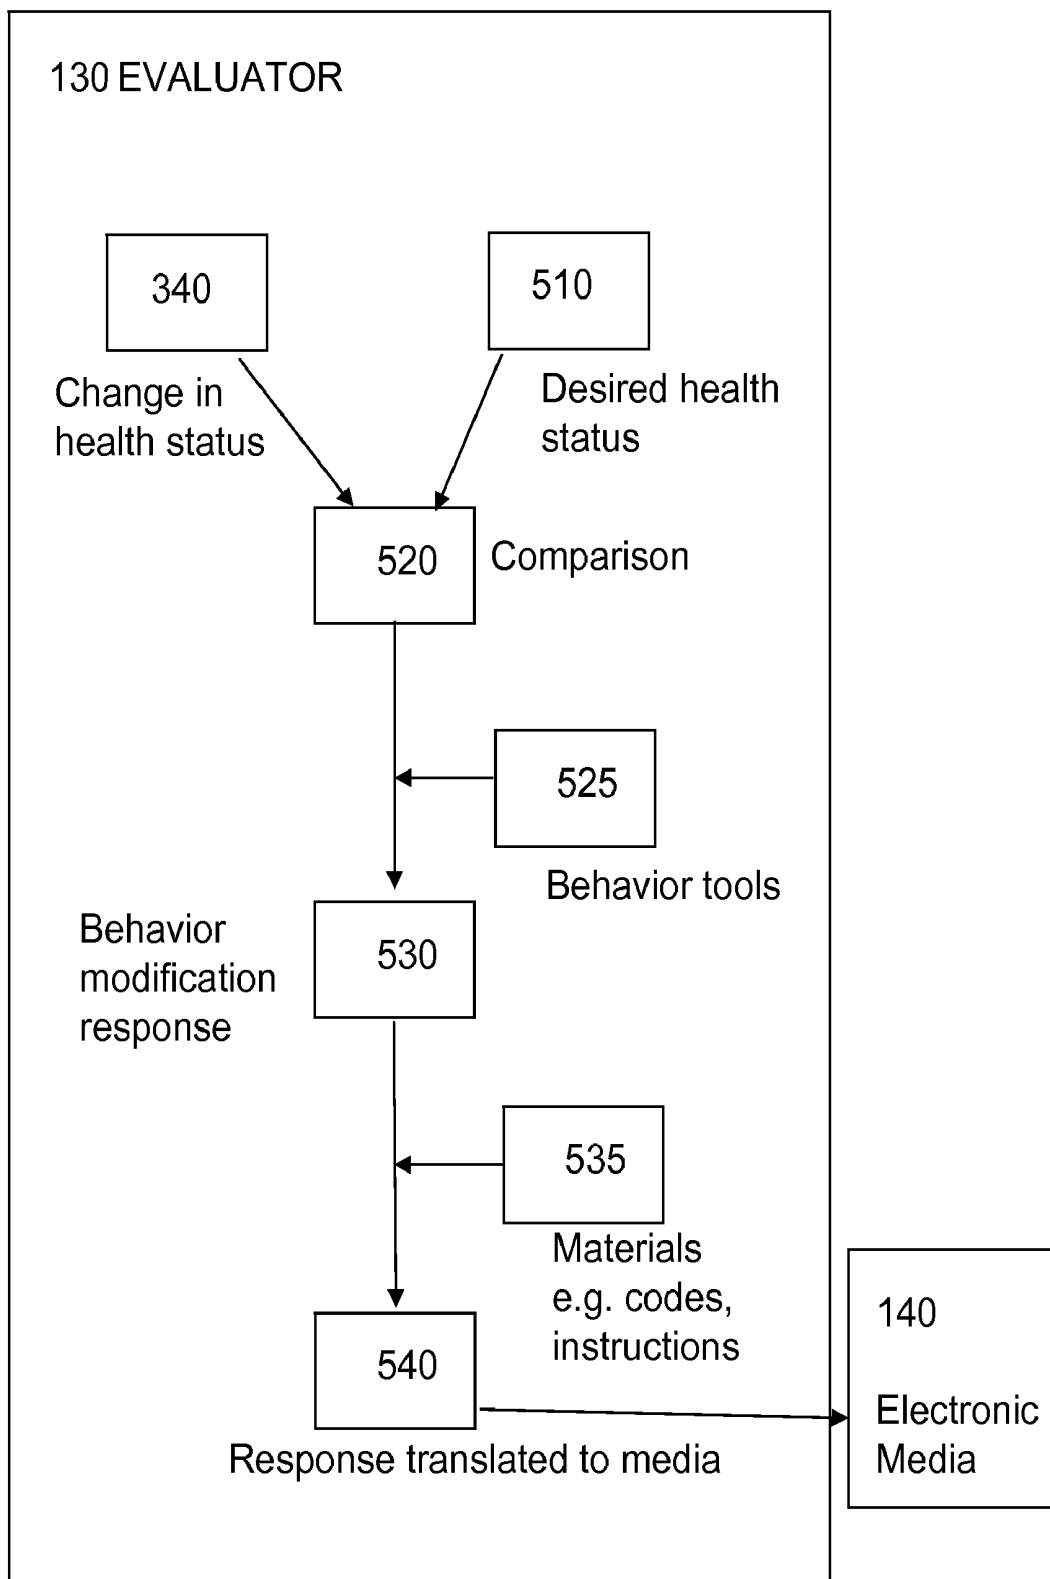 130 EVALUATOR
340
510
Change in
health status
Desired health
status
520
Comparison
525
Behavior tools
Behavior
modification
response
530
535
Materials
e.g. codes,
instructions
540
Response translated to media
140
Electronic
Media